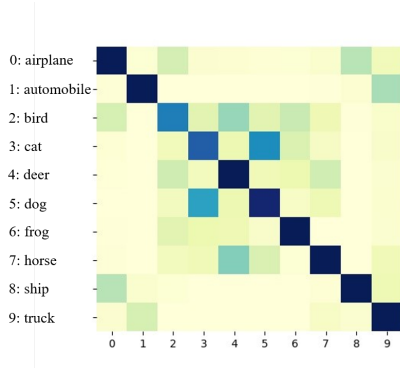 0: airplane
1: automobile
2: bird
3: cat
4: deer
5: dog
6: frog
7: horse
8: ship
9: truck
0 1 2 3 4 5 6 7 8 9